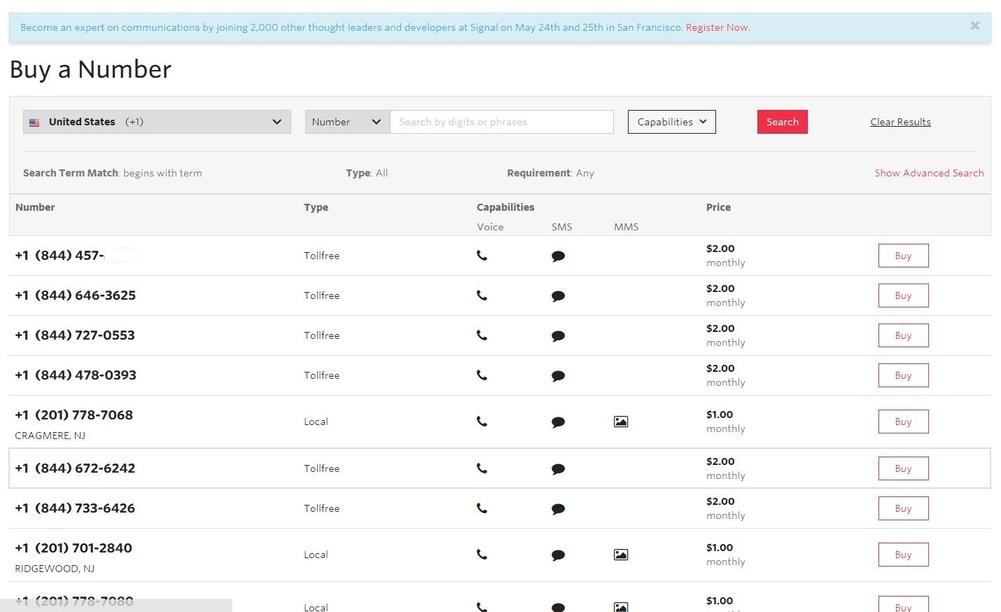 Become an expert on communications by joining 2,000 other thought leaders and developers at Signal on May 24th and 25th in San Francisco. Register Now.
Buy a Number
United States (+1) Number Search by digits or phrases Capabilities Search Clear Results
Search Term Match: begins with term Type: All Requirement: Any Show Advanced Search
Number Type Capabilities Price
Voice SMS MMS
+1 (844) 457- Tollfree $2.00 monthly Buy
+1 (844) 646-3625 Tollfree $2.00 monthly Buy
+1 (844) 727-0553 Tollfree $2.00 monthly Buy
+1 (844) 478-0393 Tollfree $2.00 monthly Buy
+1 (201) 778-7068 Local $1.00 monthly Buy
CRAGMERE, NJ
+1 (844) 672-6242 Tollfree $2.00 monthly Buy
+1 (844) 733-6426 Tollfree $2.00 monthly Buy
+1 (201) 701-2840 Local $1.00 monthly Buy
RIDGEWOOD, NJ
+1 (201) 778-7080 Local $1.00 Buy